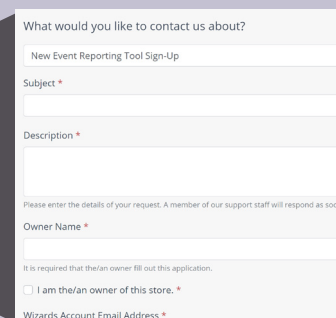 What would you like to contact us about?
New Event Reporting Tool Sign-Up
Subject *
Description *
Please enter the details of your request. A member of our support staff will respond as
Owner Name *
It is required that the/an owner fill out this application.
I am the/an owner of this store. *
Wizards Account Email Address *